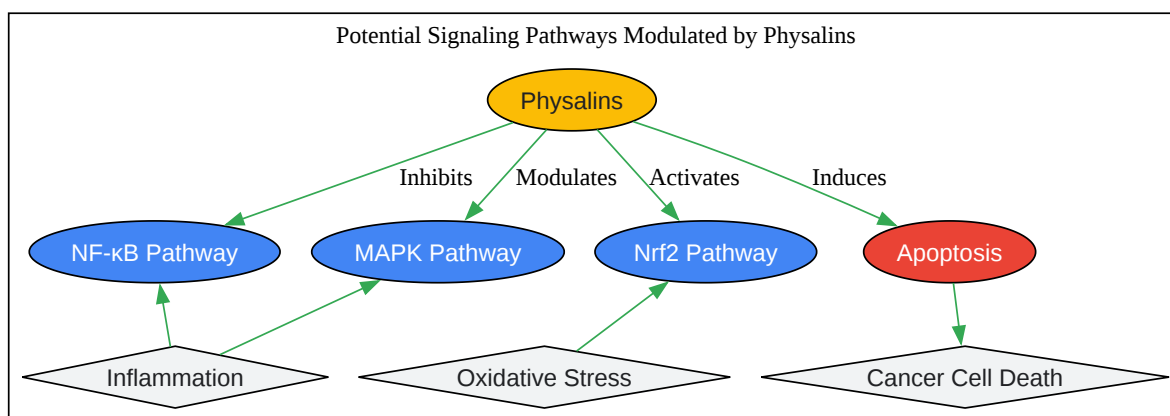 Potential Signaling Pathways Modulated by Physalins
Physalins
Inhibits
Modulates
Activates
Induces
NF-κB Pathway
MAPK Pathway
Nrf2 Pathway
Apoptosis
Inflammation
Oxidative Stress
Cancer Cell Death